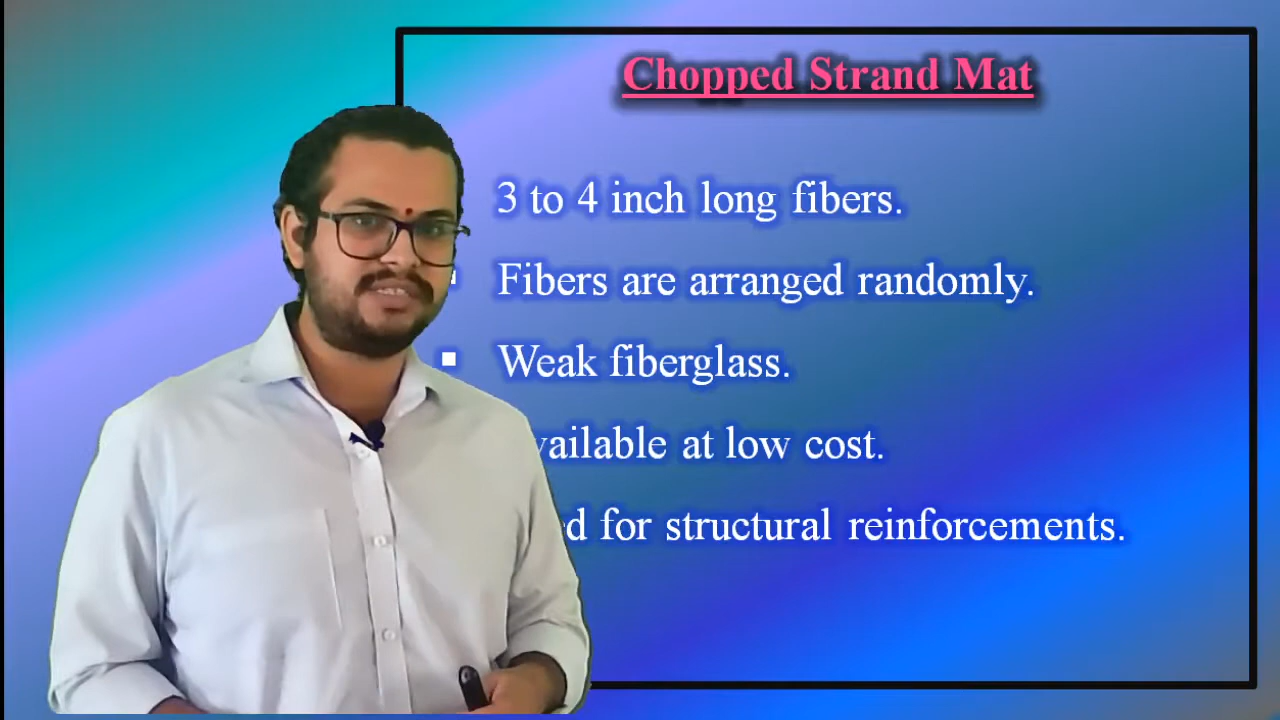 Chopped Strand Mat
3 to 4 inch long fibers.
Fibers are arranged randomly.
Weak fiberglass.
vailable at low cost.
ed for structural reinforcements.